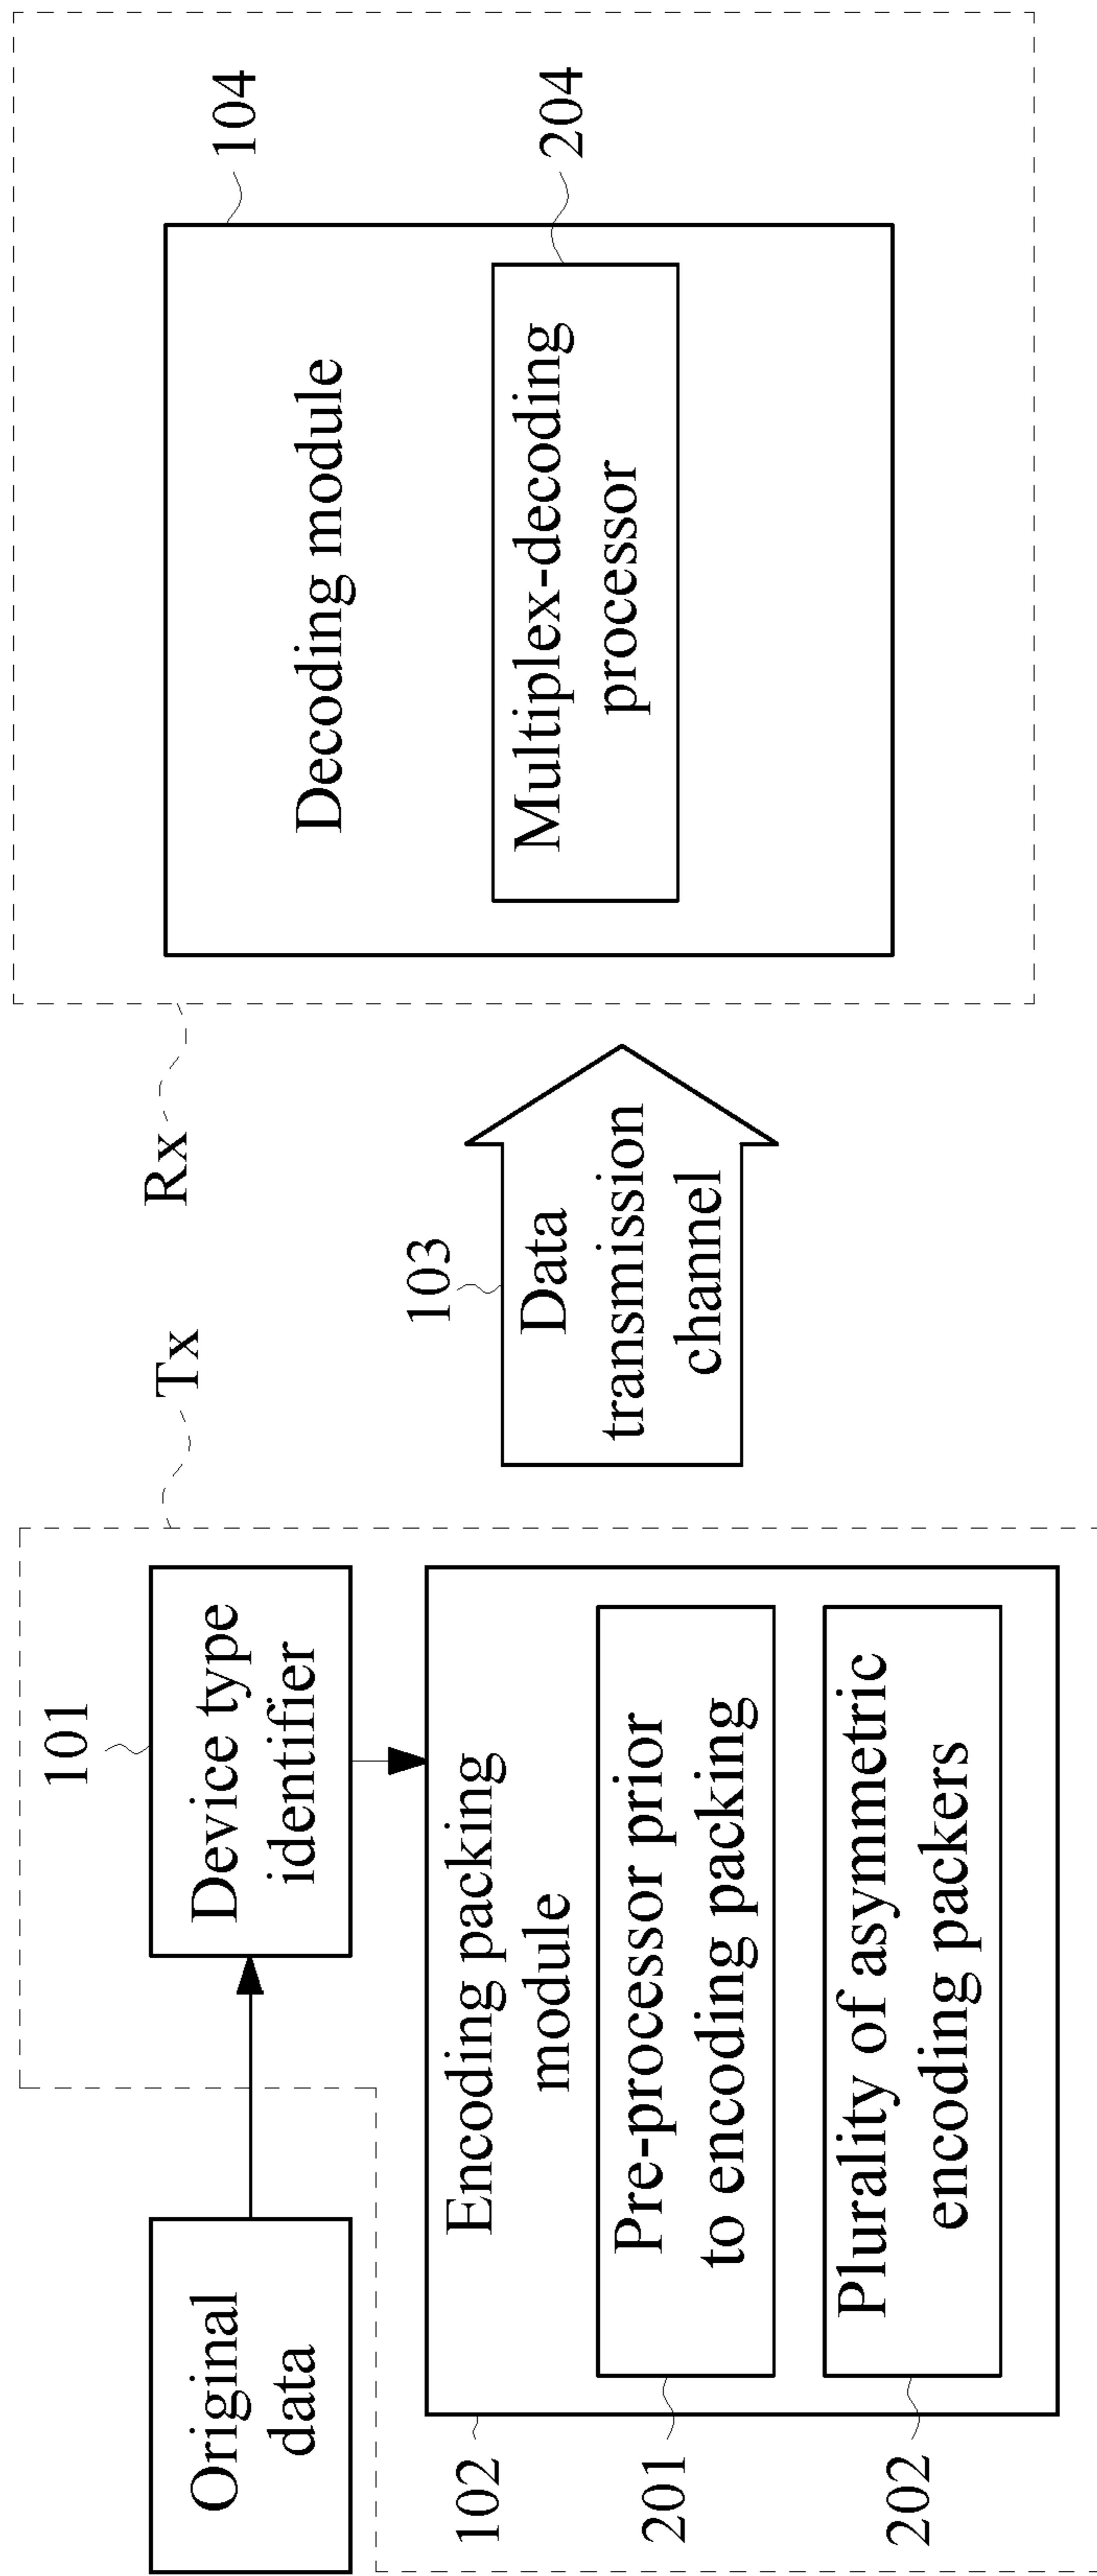 Original
data
101
Device type
identifier
Tx
Encoding packing
module
102
Pre-processor prior
to encoding packing
201
Plurality of asymmetric
encoding packers
202
103
Data
transmission
channel
Rx
104
Decoding module
204
Multiplex-decoding
processor